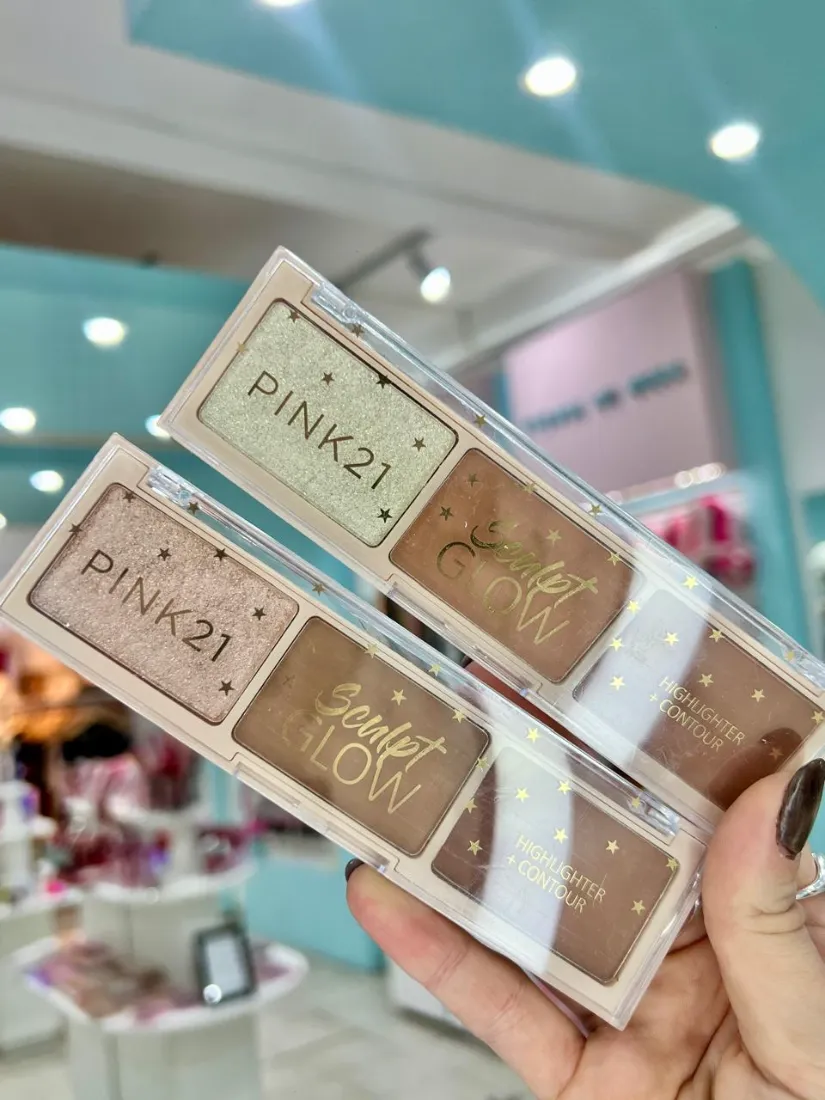 PINK21
Sculpt
GLOW
HIGHLIGHTER
+ CONTOUR
PINK21
Sculpt
GLOW
HIGHLIGHTER
+ CONTOUR